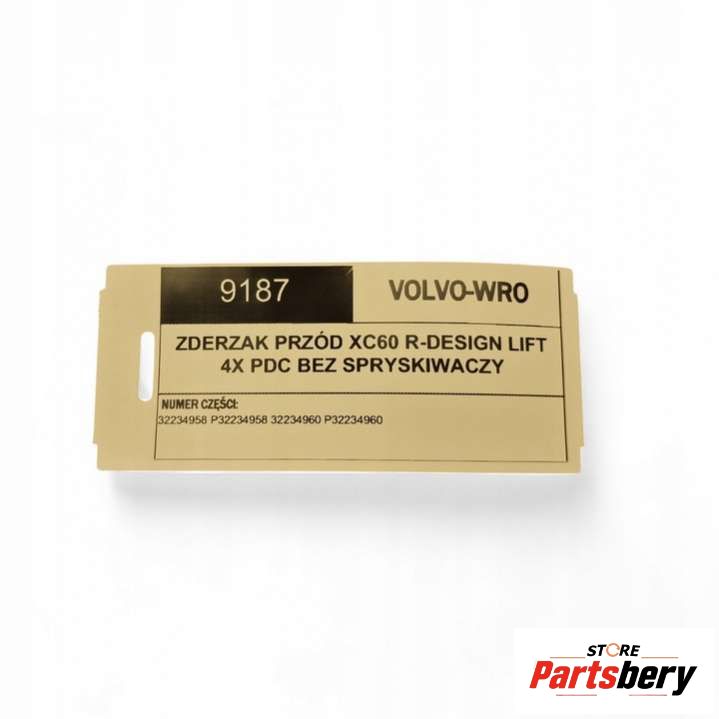 9187
VOLVO-WRO
ZDERZAK PRZÓD XC60 R-DESIGN LIFT
4X PDC BEZ SPRYSKIWACZY
NUMER CZĘŚCI:
32234958 P32234958 32234960 P32234960
STORE
Partsbery